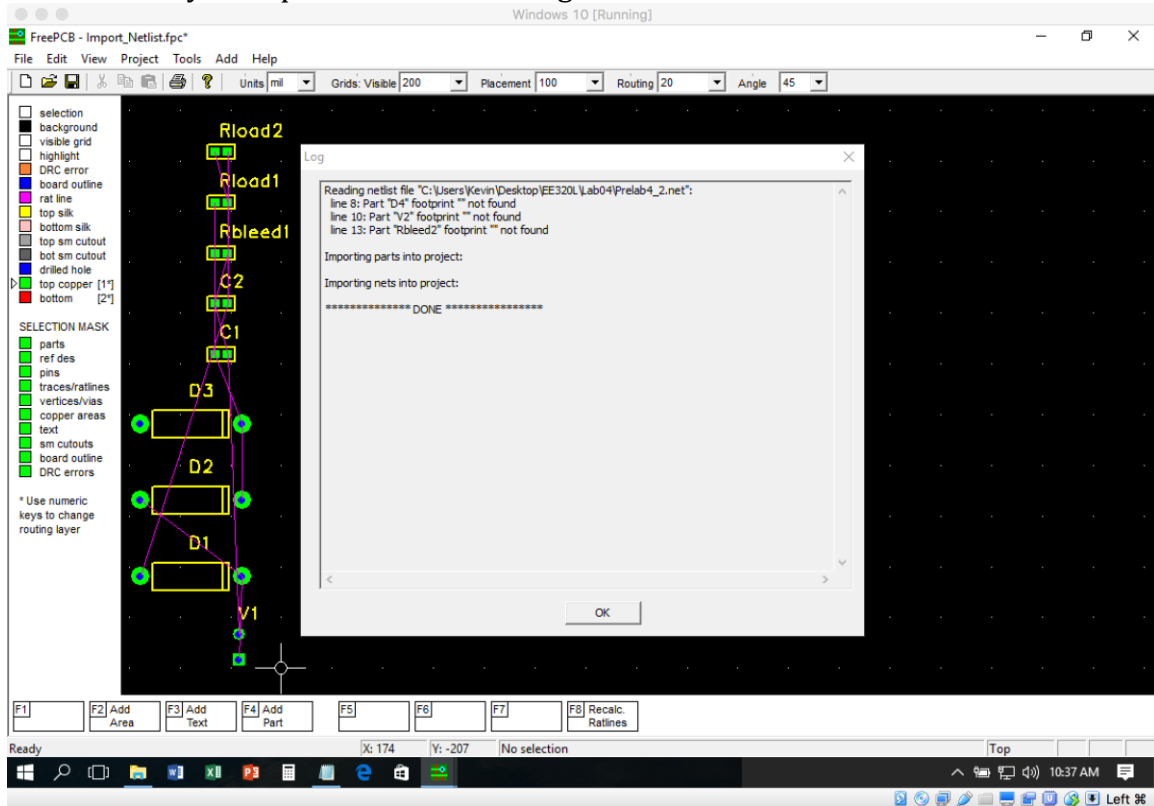 Windows 10 [Running]
FreePCB - Import_Netlist.fpc*
File Edit View Project Tools Add Help
Units mil Grids: Visible 200 Placement 100 Routing 20 Angle 45
selection
background
visible grid
highlight
DRC error
board outline
rat line
top silk
bottom silk
top sm cutout
bot sm cutout
drilled hole
top copper [1*]
bottom [2*]
SELECTION MASK
parts
ref des
pins
traces/ratlines
vertices/vias
copper areas
text
sm cutouts
board outline
DRC errors
* Use numeric
keys to change
routing layer
Rload2
Rload1
Rbleed1
C2
C1
D3
D2
D1
V1
Log
Reading netlist file "C:\Users\Kevin\Desktop\EE320L\Lab04\Prelab4_2.net":
line 8: Part "D4" footprint "" not found
line 10: Part "V2" footprint "" not found
line 13: Part "Rbleed2" footprint "" not found
Importing parts into project:
Importing nets into project:
************** DONE ****************
OK
F1 F2 Add Area F3 Add Text F4 Add Part F5 F6 F7 F8 Recalc. Ratlines
Ready X: 174 Y: -207 No selection Top
10:37 AM
Left ⌘